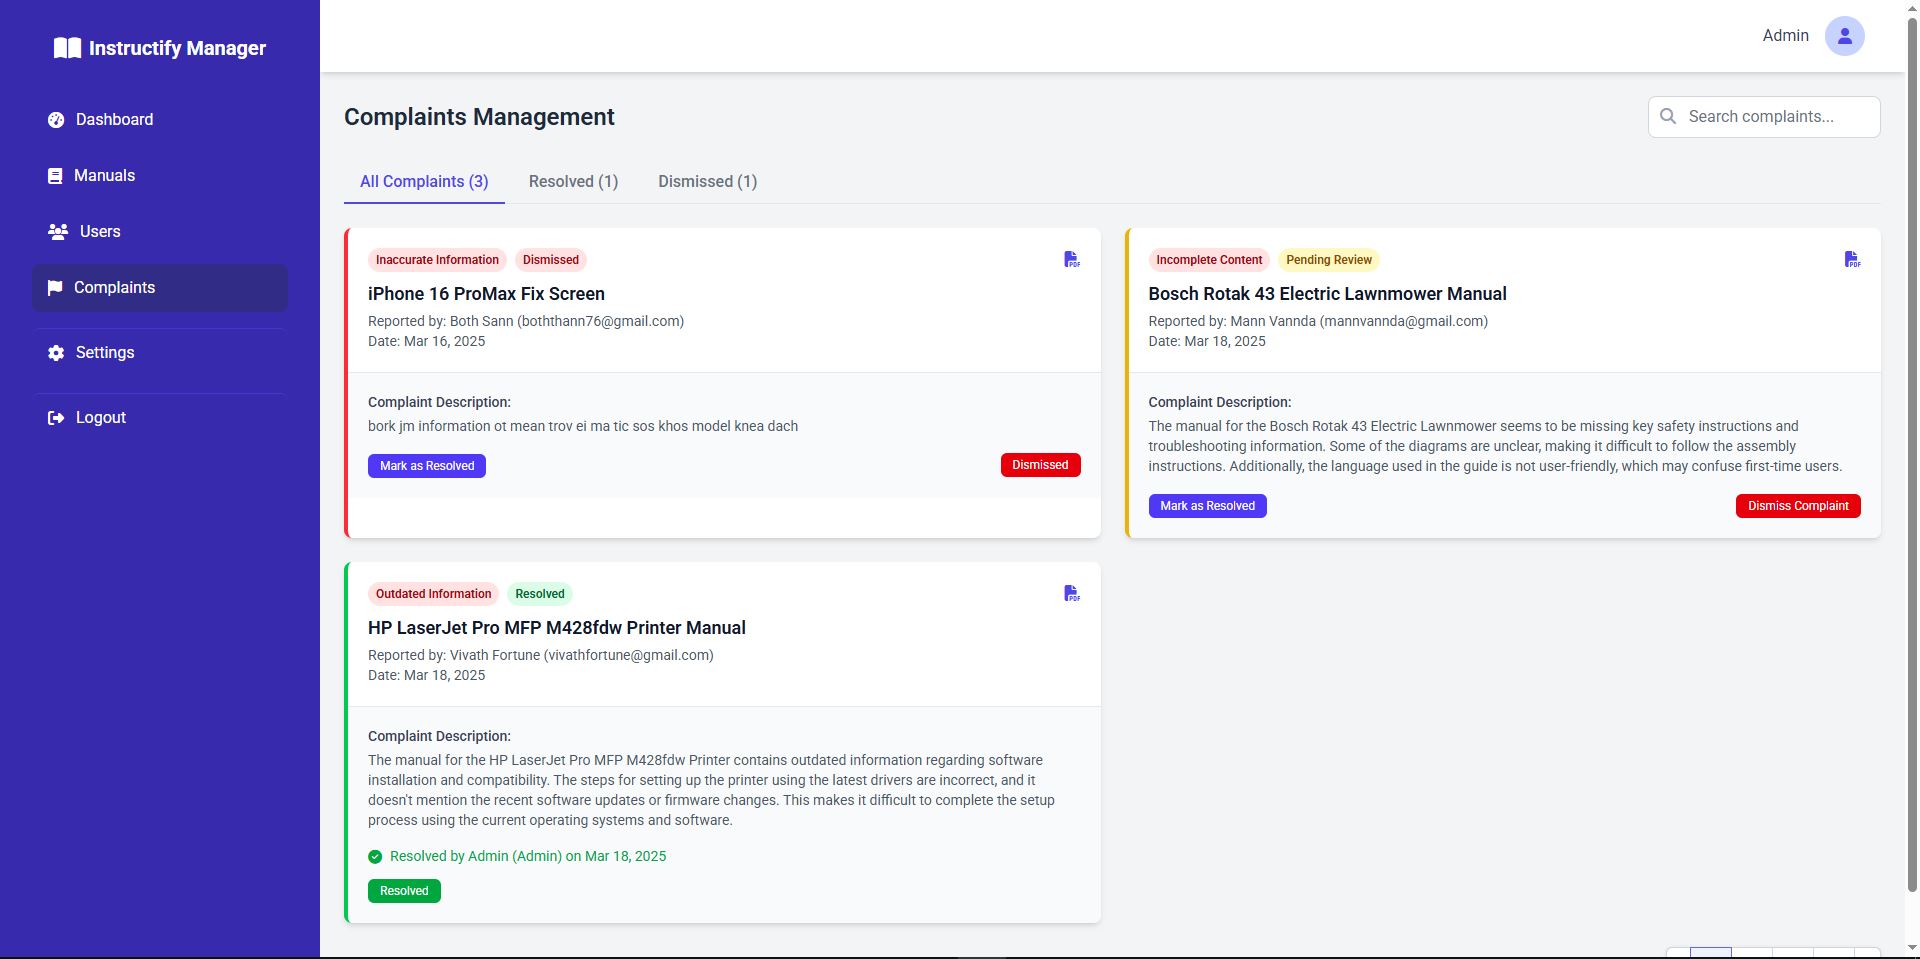 Instructify Manager
Dashboard
Manuals
Users
Complaints
Settings
Logout
Admin
Complaints Management
Search complaints...
All Complaints (3)
Resolved (1)
Dismissed (1)
Inaccurate Information
Dismissed
PDF
iPhone 16 ProMax Fix Screen
Reported by: Both Sann (boththann76@gmail.com)
Date: Mar 16, 2025
Complaint Description:
bork jm information ot mean trov ei ma tic sos khos model knea dach
Mark as Resolved
Dismissed
Incomplete Content
Pending Review
PDF
Bosch Rotak 43 Electric Lawnmower Manual
Reported by: Mann Vannda (mannvannda@gmail.com)
Date: Mar 18, 2025
Complaint Description:
The manual for the Bosch Rotak 43 Electric Lawnmower seems to be missing key safety instructions and
troubleshooting information. Some of the diagrams are unclear, making it difficult to follow the assembly
instructions. Additionally, the language used in the guide is not user-friendly, which may confuse first-time users.
Mark as Resolved
Dismiss Complaint
Outdated Information
Resolved
PDF
HP LaserJet Pro MFP M428fdw Printer Manual
Reported by: Vivath Fortune (vivathfortune@gmail.com)
Date: Mar 18, 2025
Complaint Description:
The manual for the HP LaserJet Pro MFP M428fdw Printer contains outdated information regarding software
installation and compatibility. The steps for setting up the printer using the latest drivers are incorrect, and it
doesn't mention the recent software updates or firmware changes. This makes it difficult to complete the setup
process using the current operating systems and software.
Resolved by Admin (Admin) on Mar 18, 2025
Resolved